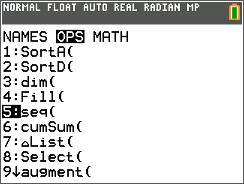 NORMAL FLOAT AUTO REAL RADIAN MP
NAMES OPS MATH
1:SortA(
2:SortD(
3:dim(
4:Fill(
5:seq(
6:cumSum(
7:△List(
8:Select(
9↓augment(